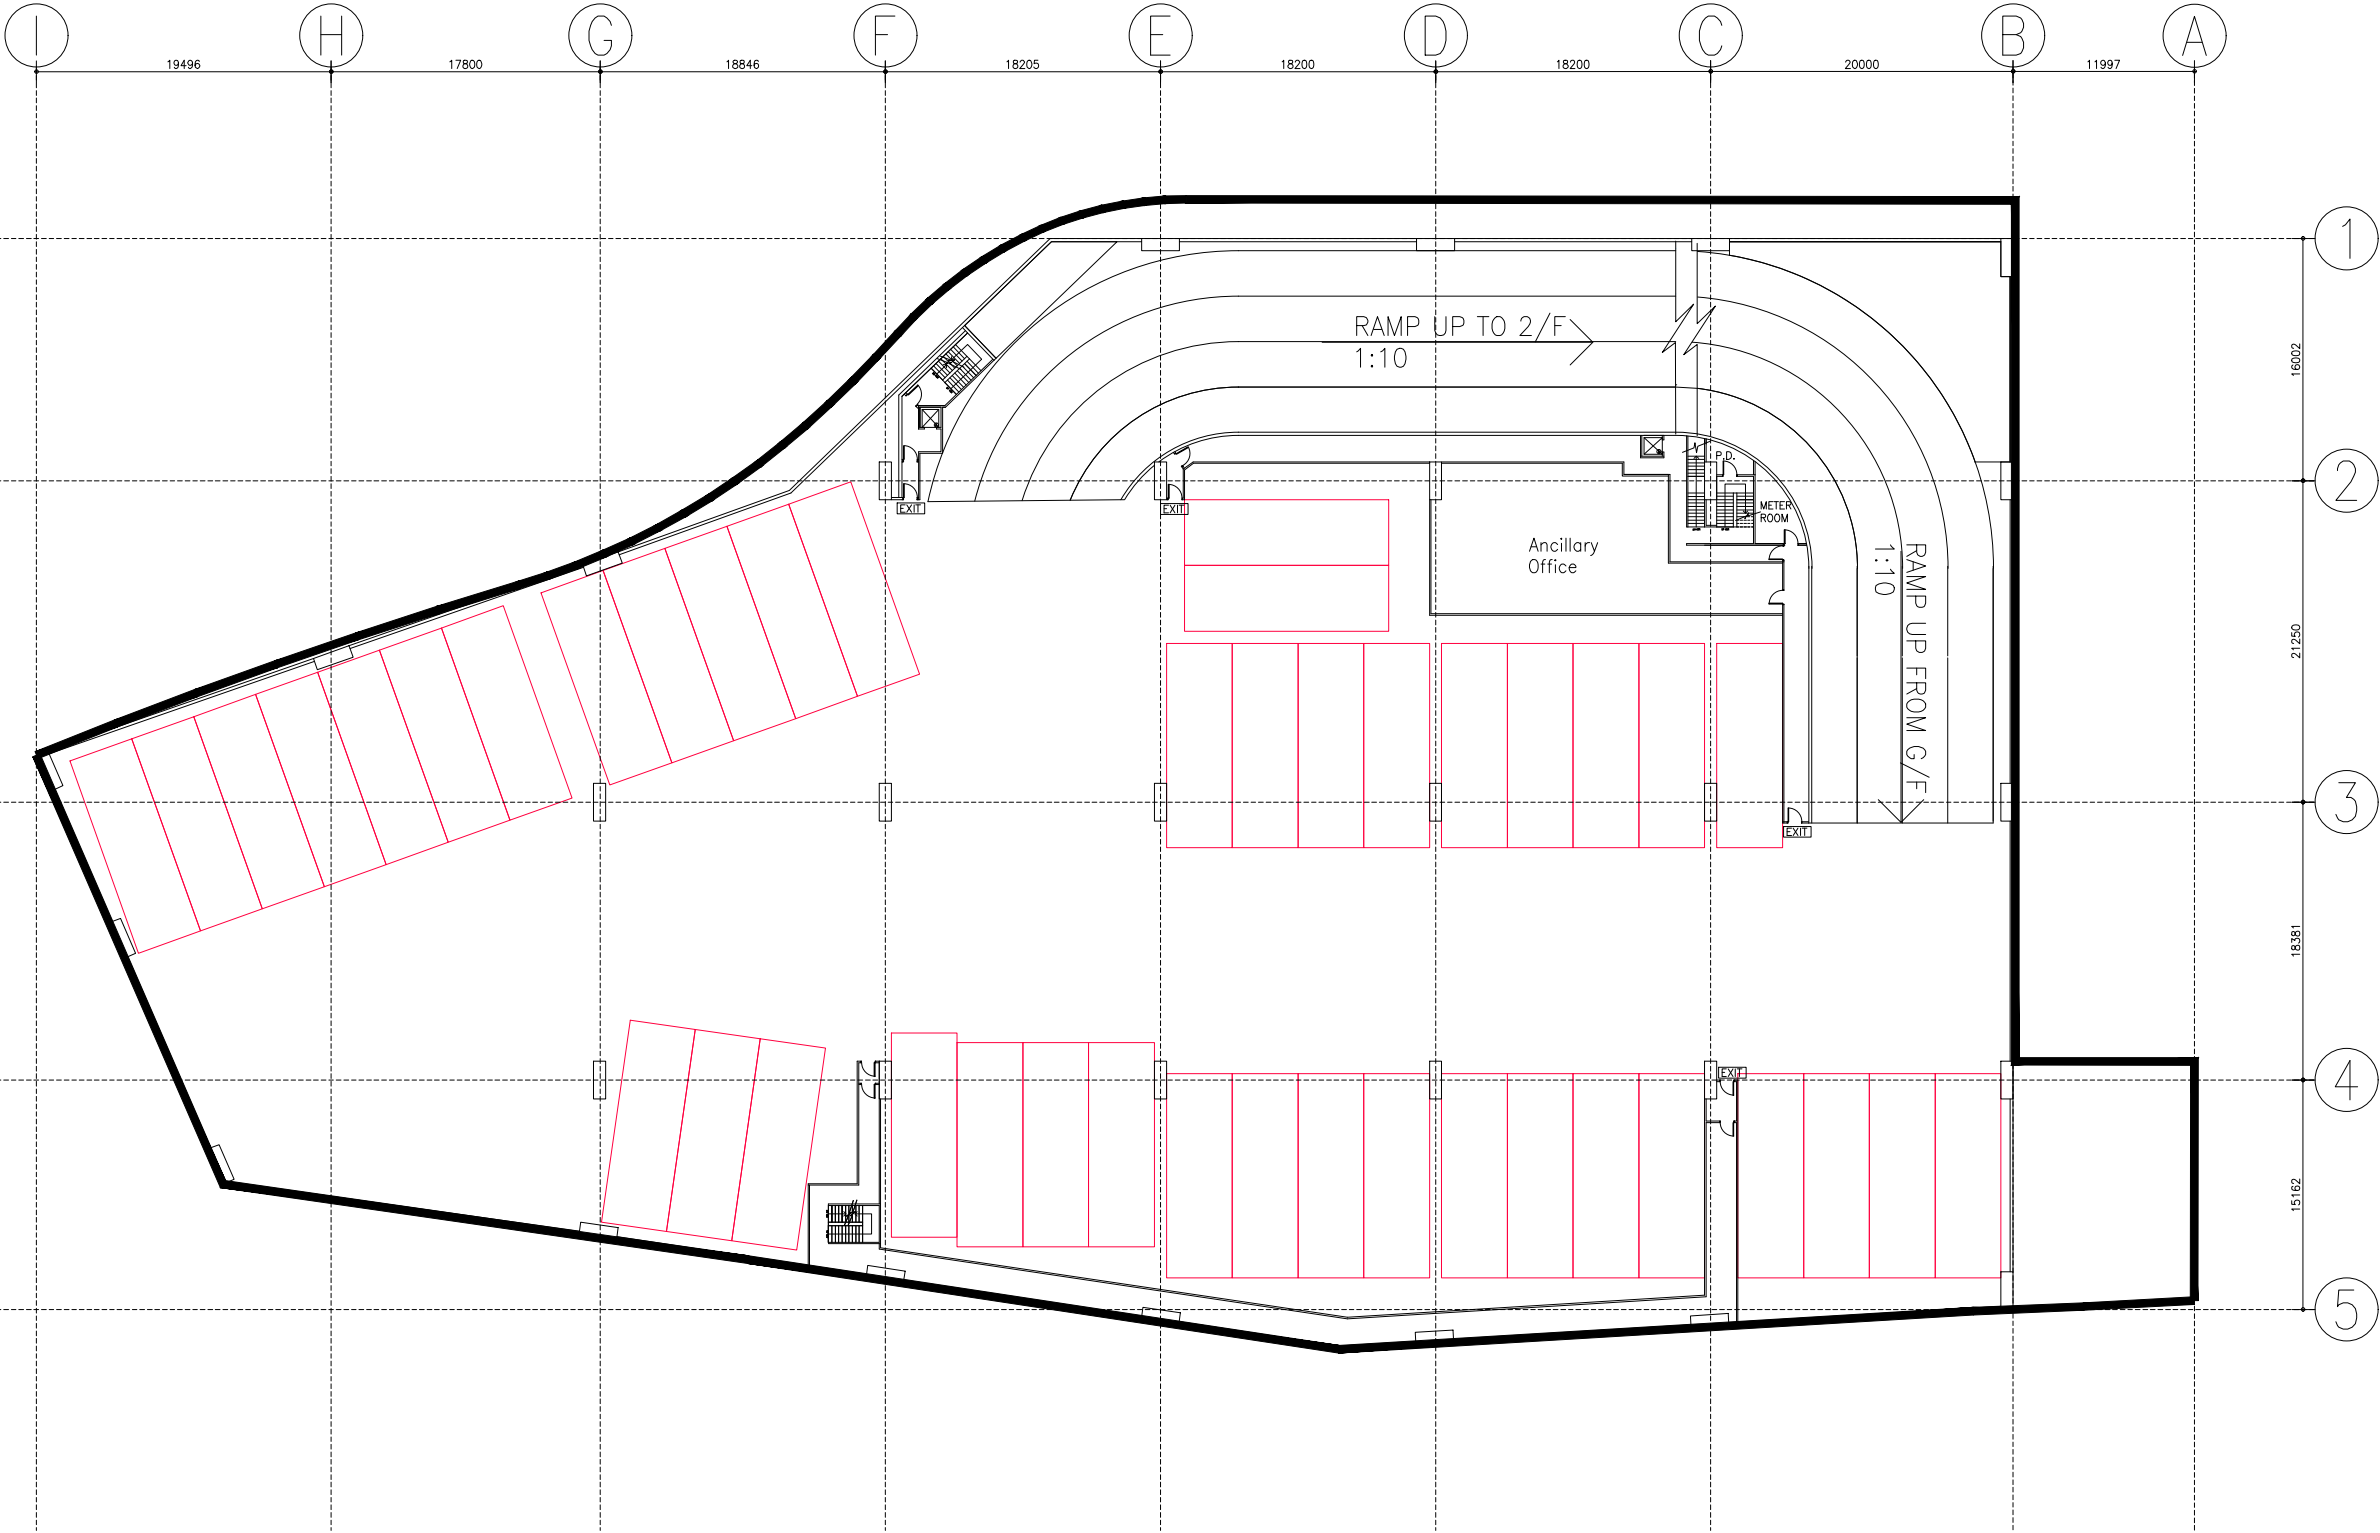 I H G F E D C B A
19496 17800 18846 18205 18200 18200 20000 11997
1
RAMP UP TO 2/F
1:10
16002
P.D.
2
EXIT
EXIT
METER
ROOM
Ancillary
Office
RAMP UP FROM G/F
1:10
21250
3
EXIT
18381
EXIT
4
15162
5